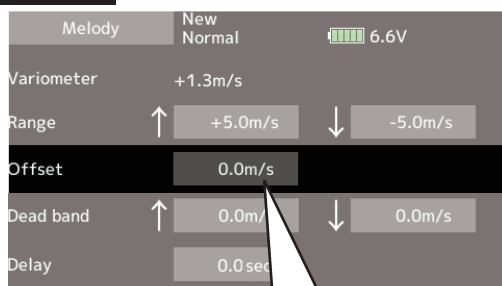 Melody
New
Normal
6.6V
Variometer +1.3m/s
Range ↑ +5.0m/s ↓ -5.0m/s
Offset 0.0m/s
Dead band ↑ 0.0m/ ↓ 0.0m/s
Delay 0.0 sec